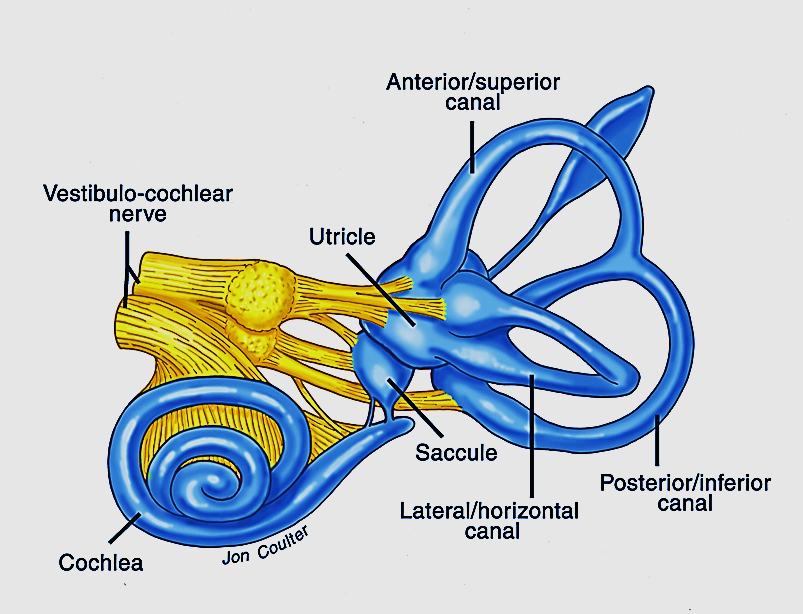 Anterior/superior
canal
Vestibulo-cochlear
nerve
Utricle
Saccule
Posterior/inferior
canal
Lateral/horizontal
canal
Cochlea
Jon Coulter